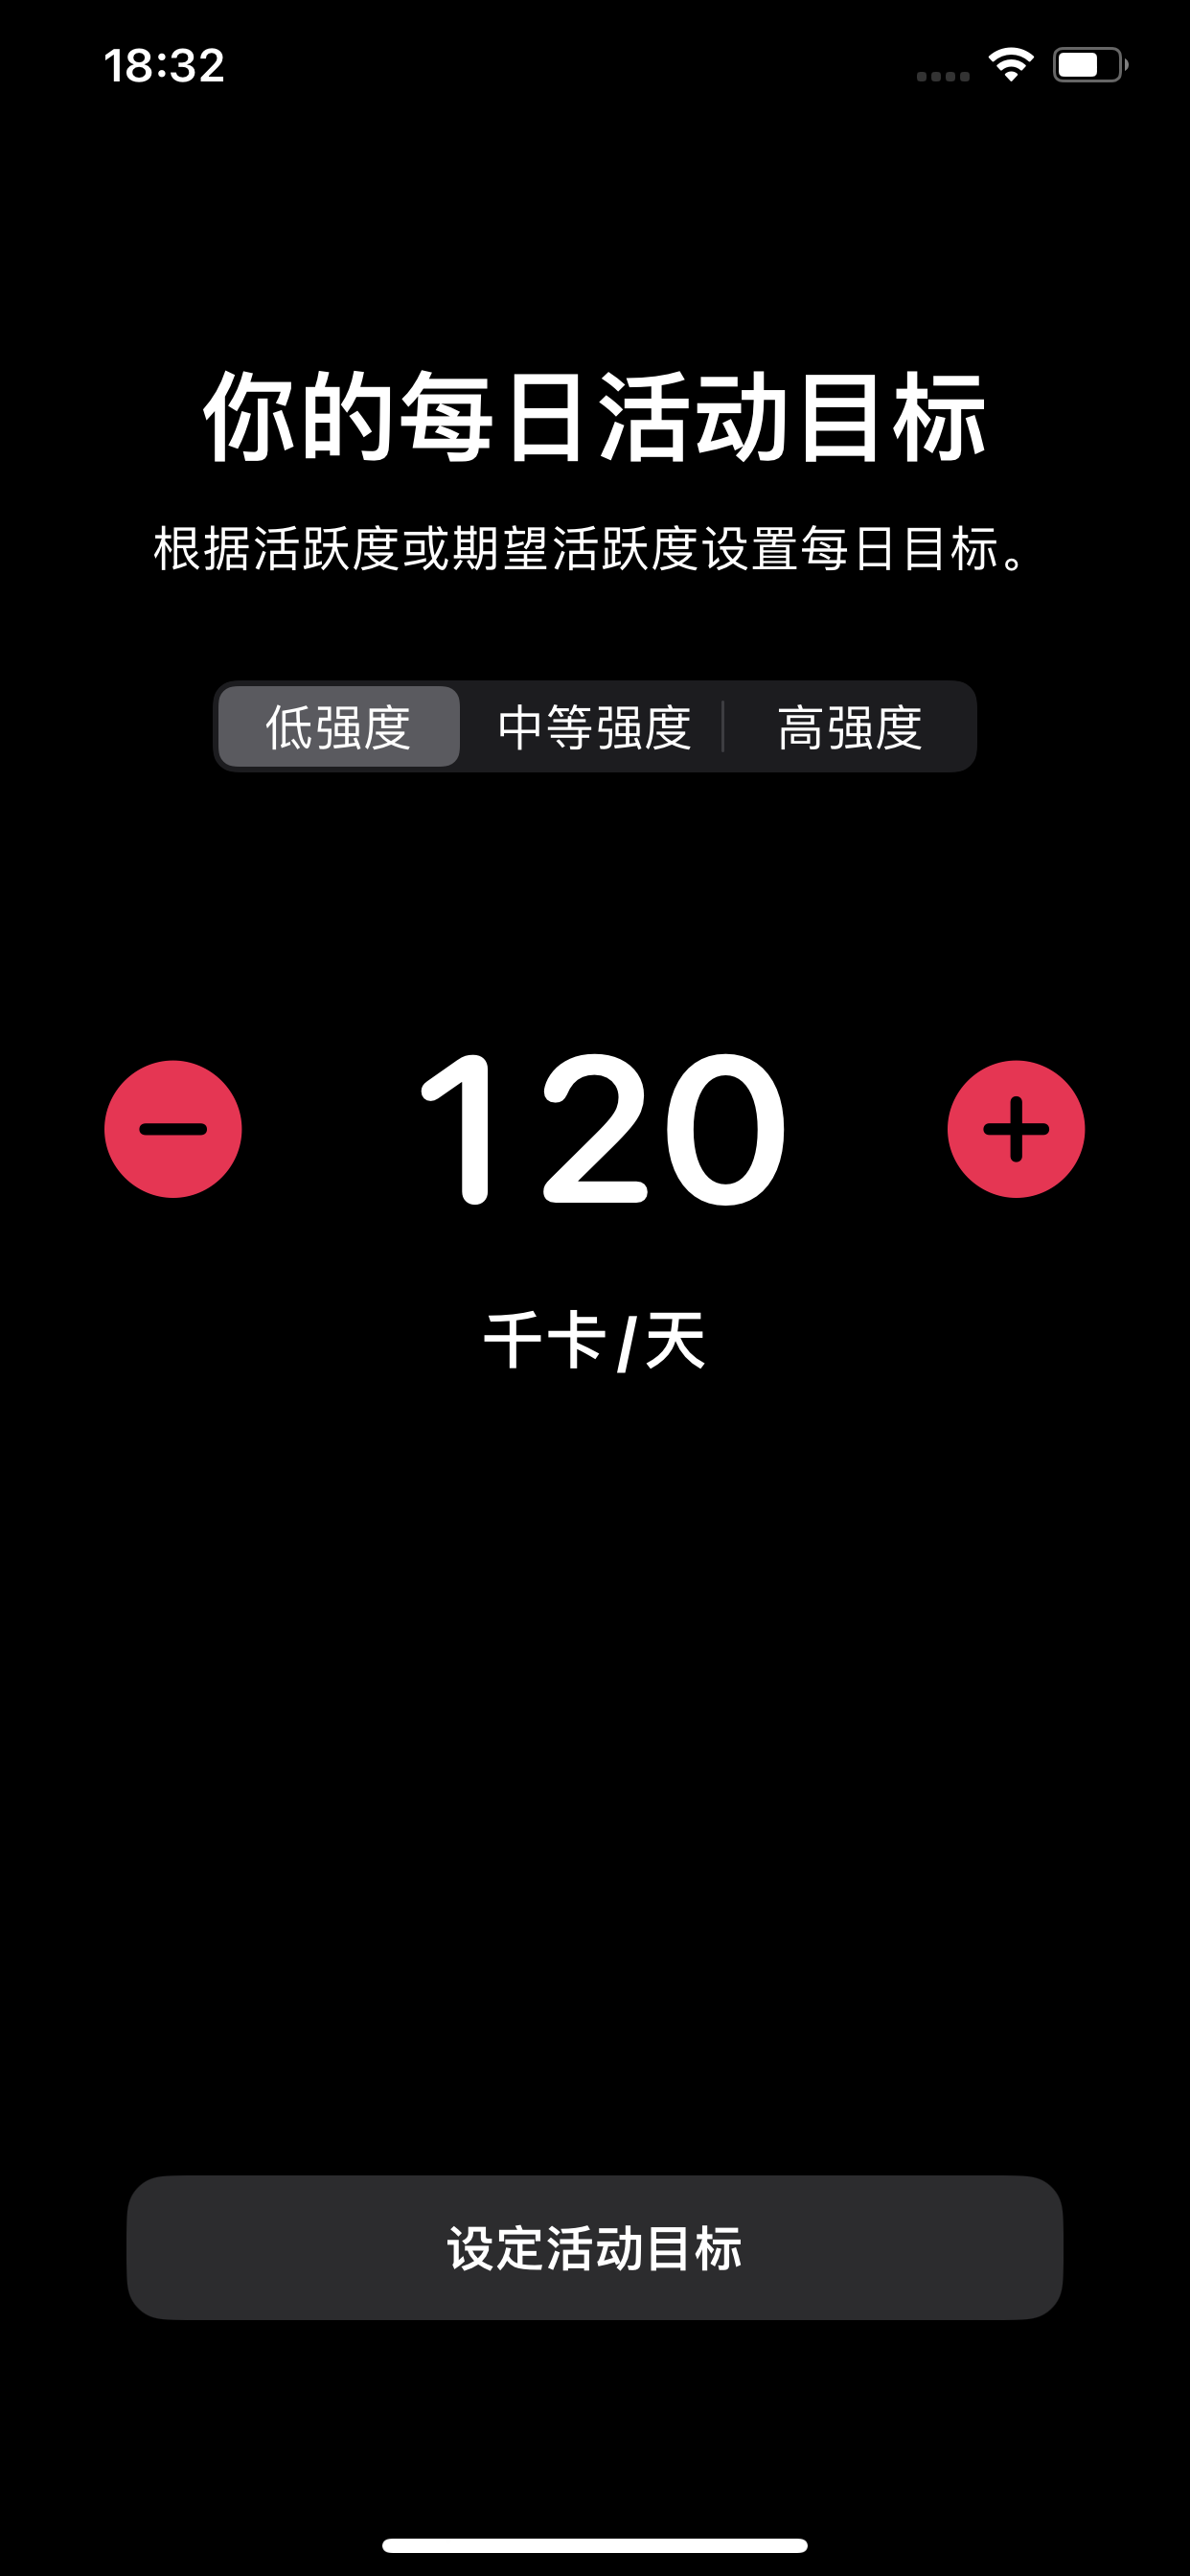 18:32
你的每日活动目标
根据活跃度或期望活跃度设置每日目标。
低强度 中等强度 高强度
120
千卡/天
设定活动目标